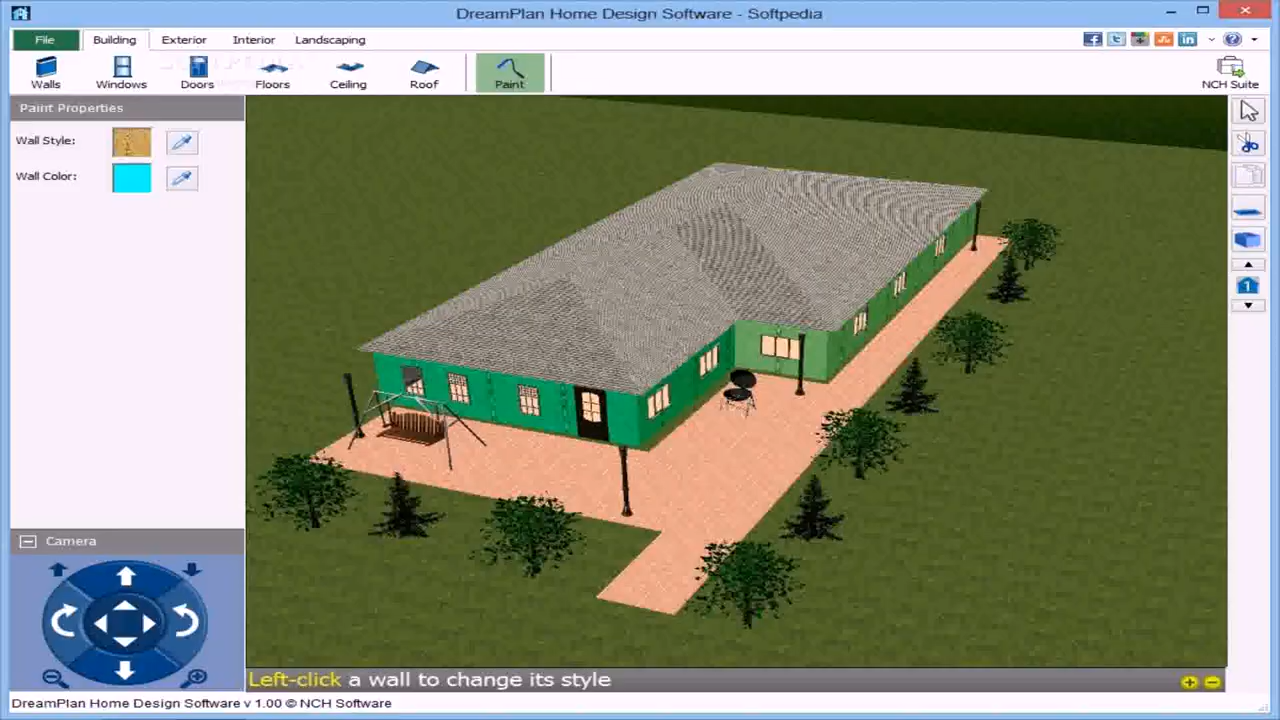 DreamPlan Home Design Software - Softpedia
File Building Exterior Interior Landscaping
Walls Windows Doors Floors Ceiling Roof Paint NCH Suite
Paint Properties
Wall Style:
Wall Color:
1
Camera
Left-click a wall to change its style
DreamPlan Home Design Software v 1.00 © NCH Software